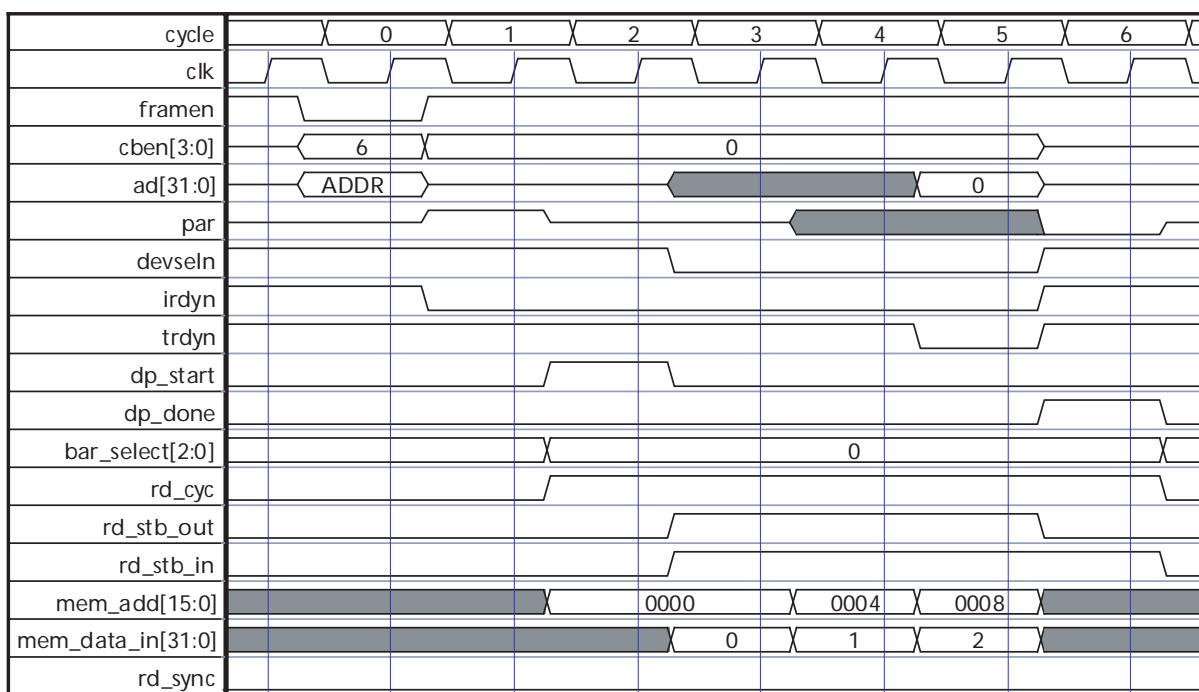 cycle 0 1 2 3 4 5 6
clk
framen
cben[3:0] 6 0
ad[31:0] ADDR 0
par
devseln
irdyn
trdyn
dp_start
dp_done
bar_select[2:0] 0
rd_cyc
rd_stb_out
rd_stb_in
mem_add[15:0] 0000 0004 0008
mem_data_in[31:0] 0 1 2
rd_sync